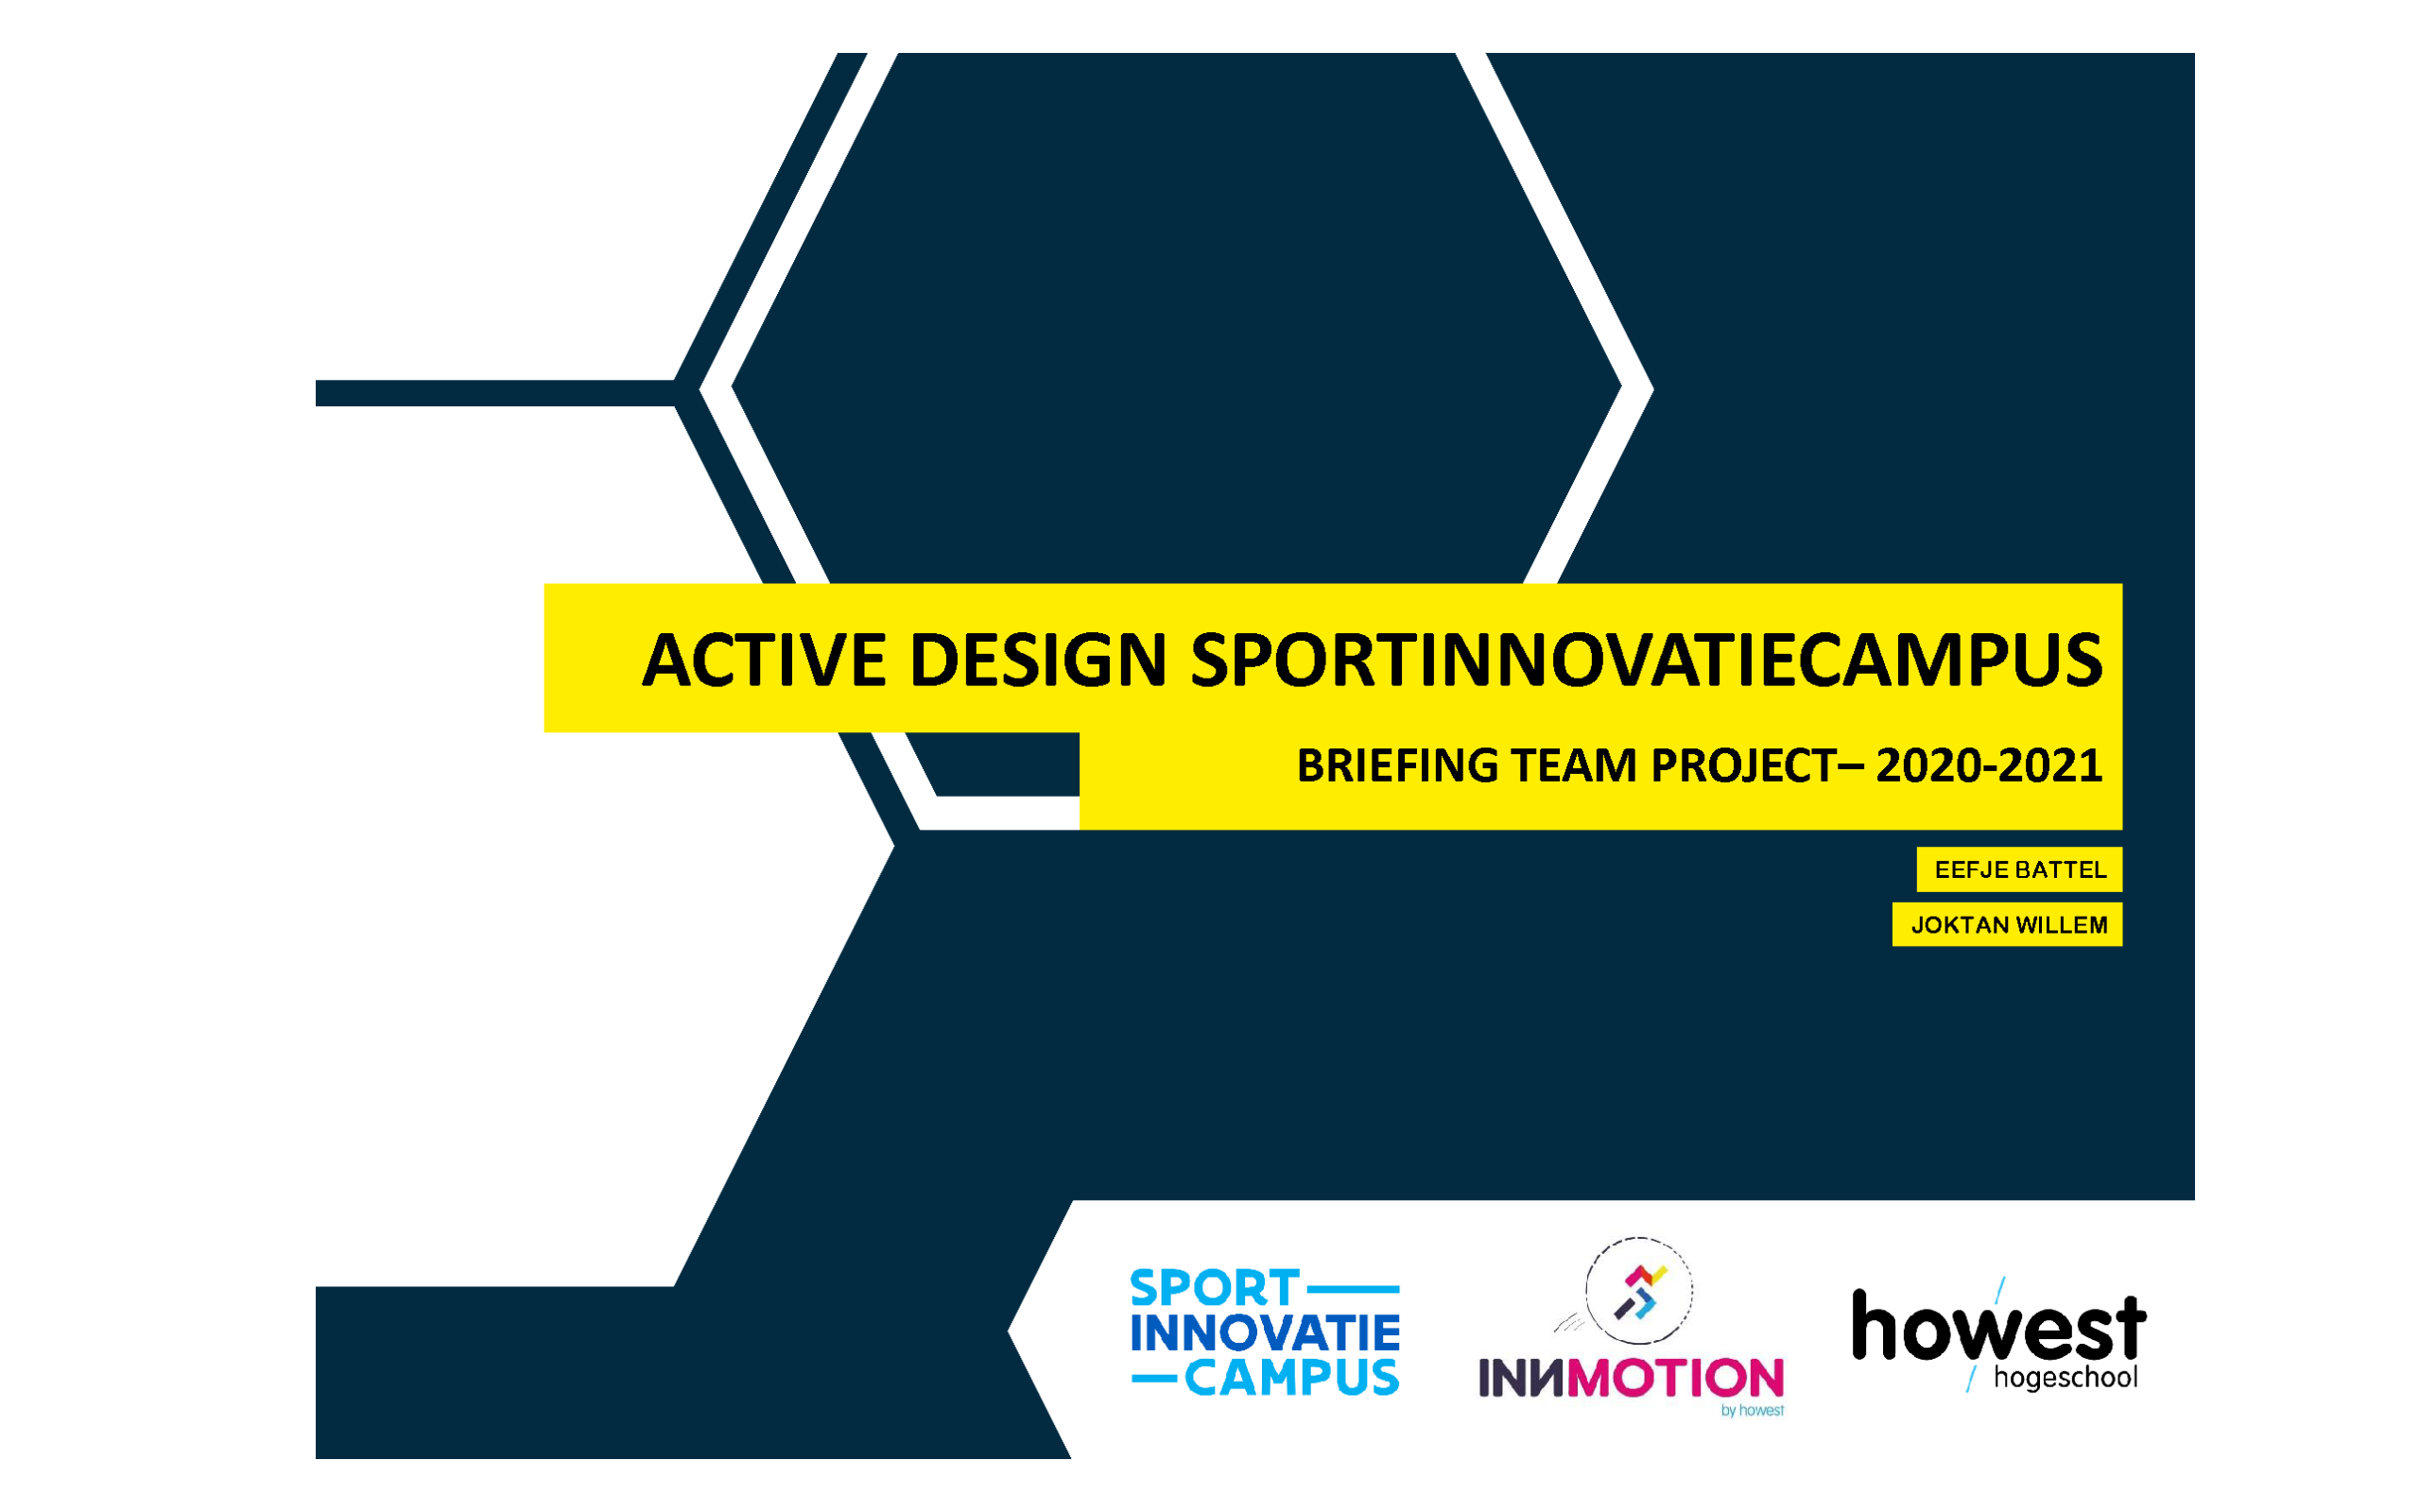 ACTIVE DESIGN SPORTINNOVATIECAMPUS
BRIEFING TEAM PROJECT– 2020-2021
EEFJE BATTEL
JOKTAN WILLEM
SPORT
INNOVATIE
CAMPUS
INNMOTION
by howest
howest
hogeschool